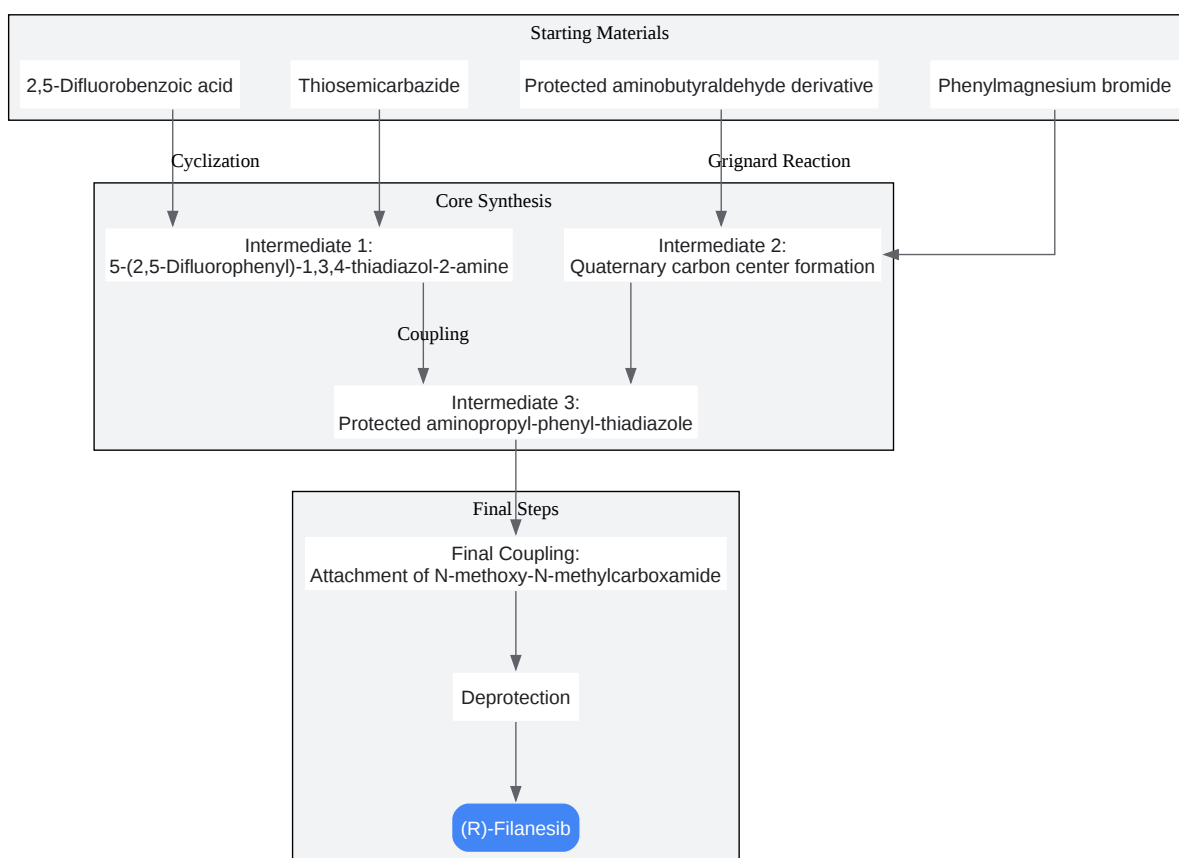 Starting Materials
2,5-Difluorobenzoic acid
Thiosemicarbazide
Protected aminobutyraldehyde derivative
Phenylmagnesium bromide
Cyclization
Grignard Reaction
Core Synthesis
Intermediate 1:
5-(2,5-Difluorophenyl)-1,3,4-thiadiazol-2-amine
Intermediate 2:
Quaternary carbon center formation
Coupling
Intermediate 3:
Protected aminopropyl-phenyl-thiadiazole
Final Steps
Final Coupling:
Attachment of N-methoxy-N-methylcarboxamide
Deprotection
(R)-Filanesib